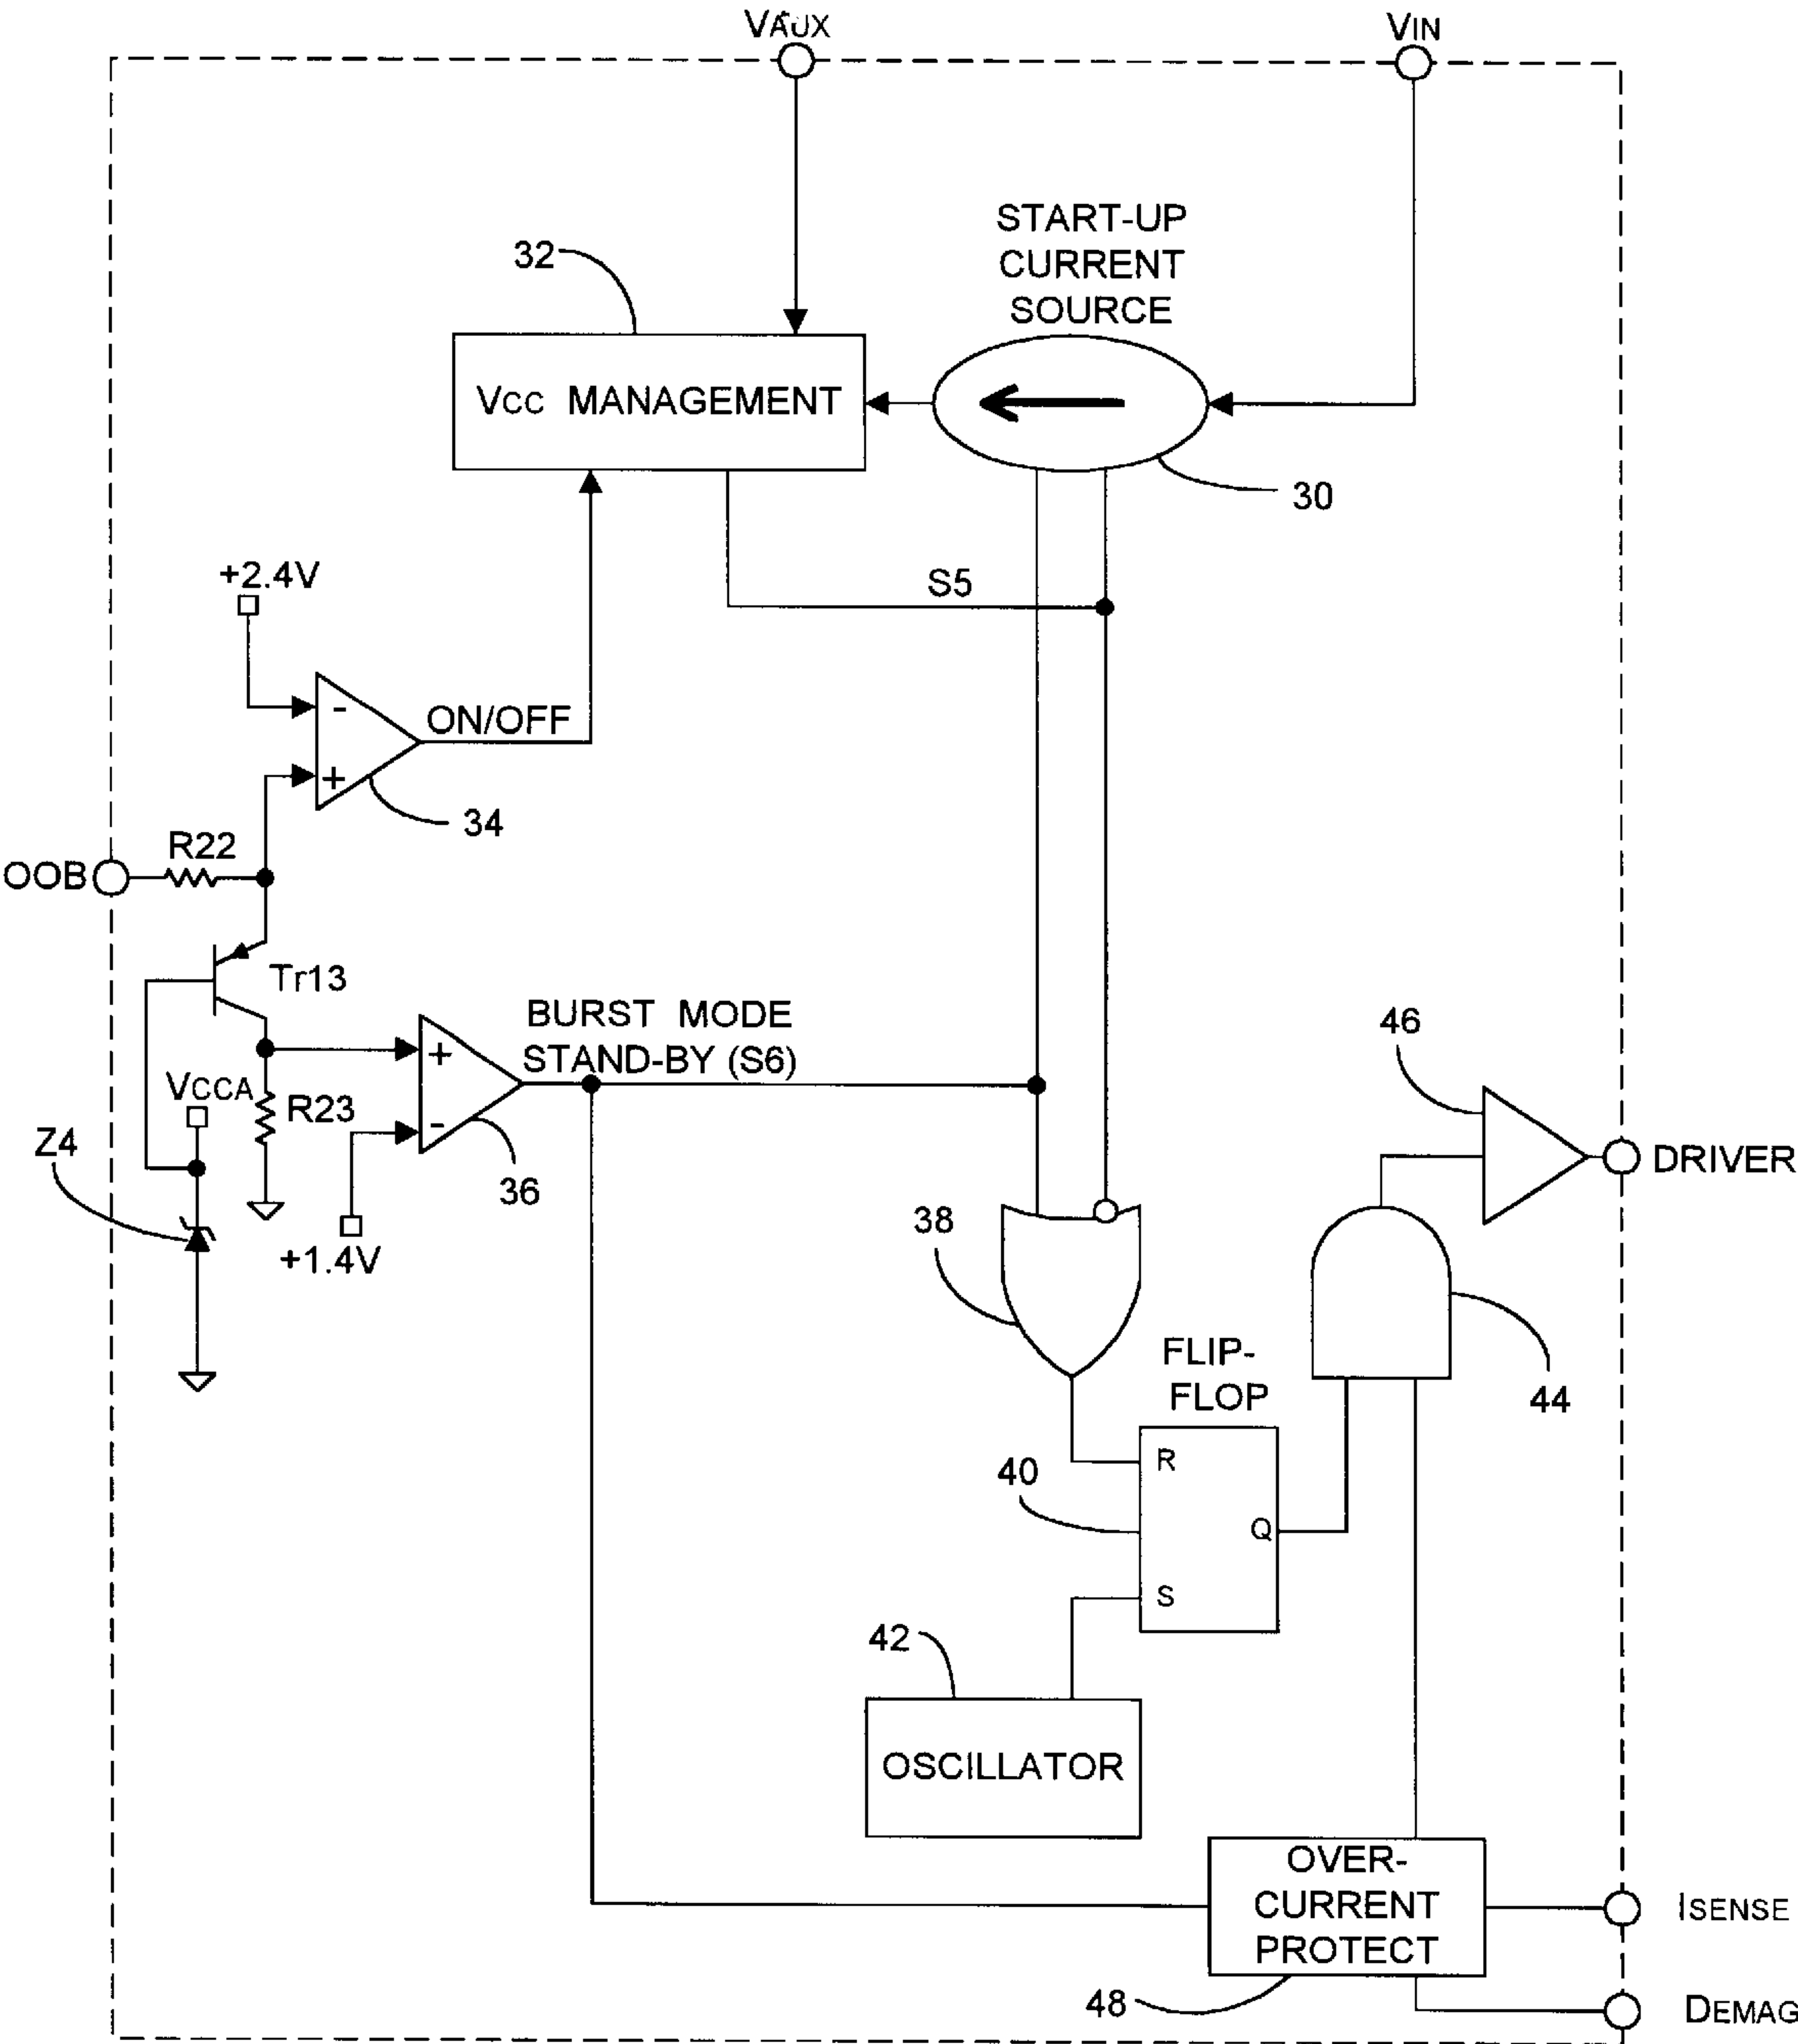 VAUX
VIN
START-UP
CURRENT
SOURCE
32
VCC MANAGEMENT
30
+2.4V
S5
-
ON/OFF
+
34
R22
OOB
Tr13
BURST MODE
STAND-BY (S6)
46
+
VCCA
R23
-
Z4
36
DRIVER
+1.4V
38
FLIP-
FLOP
44
R
40
Q
S
42
OSCILLATOR
OVER-
CURRENT
PROTECT
ISENSE
48
DEMAG